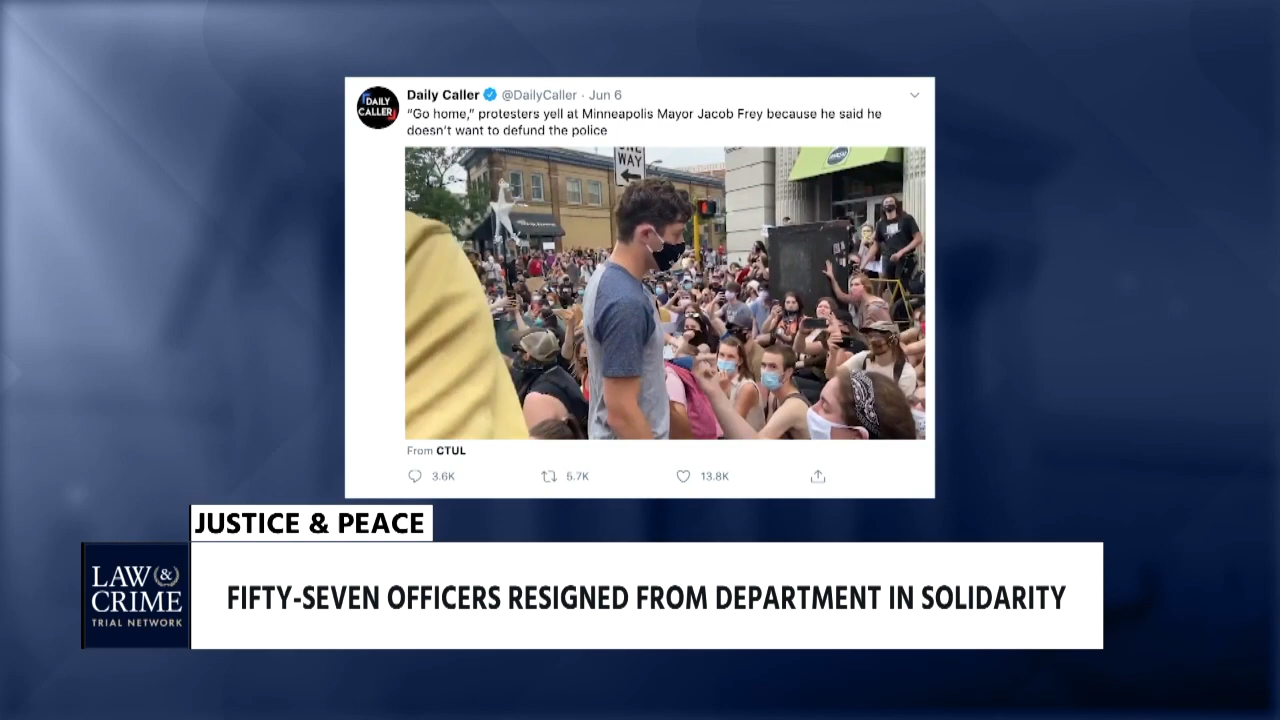 DAILY
CALLER
Daily Caller @DailyCaller · Jun 6
“Go home,” protesters yell at Minneapolis Mayor Jacob Frey because he said he
doesn’t want to defund the police
ONE
WAY
From CTUL
3.6K 5.7K 13.8K
JUSTICE & PEACE
LAW &
CRIME
TRIAL NETWORK
FIFTY-SEVEN OFFICERS RESIGNED FROM DEPARTMENT IN SOLIDARITY